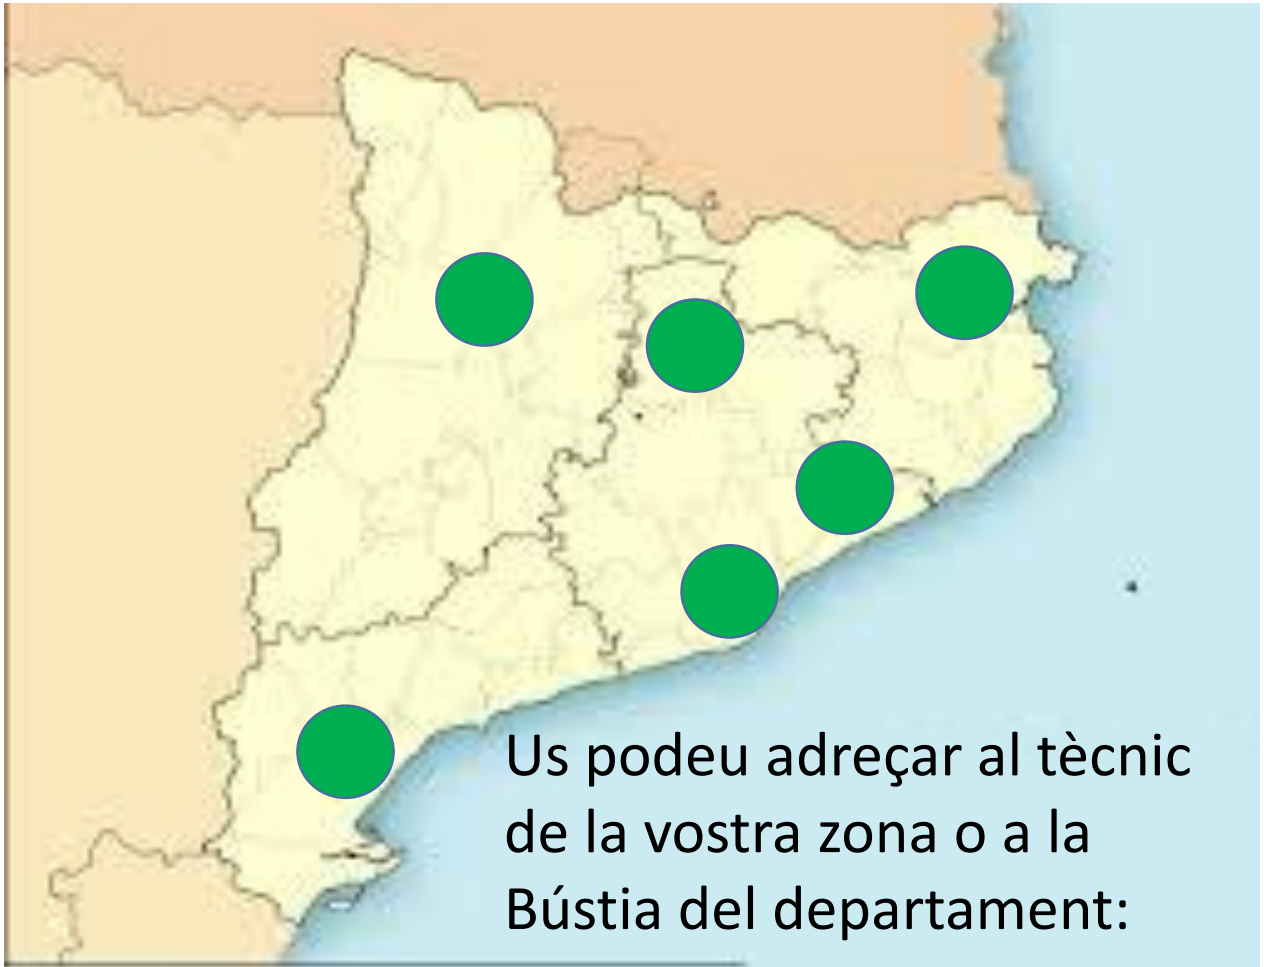 Us podeu adreçar al tècnic
de la vostra zona o a la
Bústia del departament: